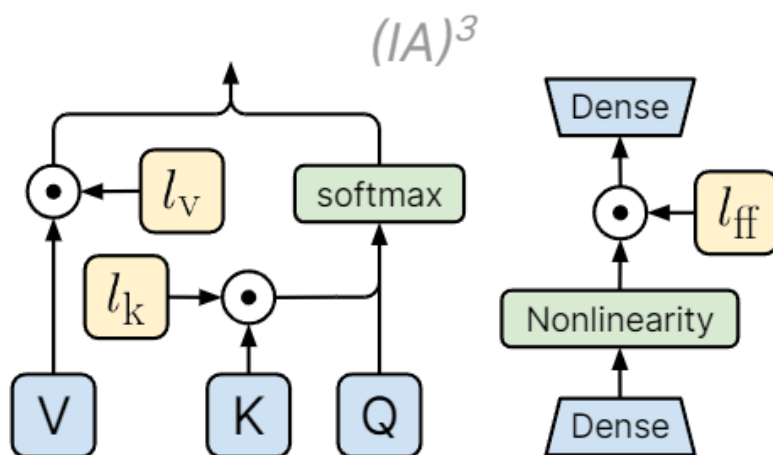 (IA)³
Dense
l_v
softmax
l_ff
l_k
Nonlinearity
V
K
Q
Dense